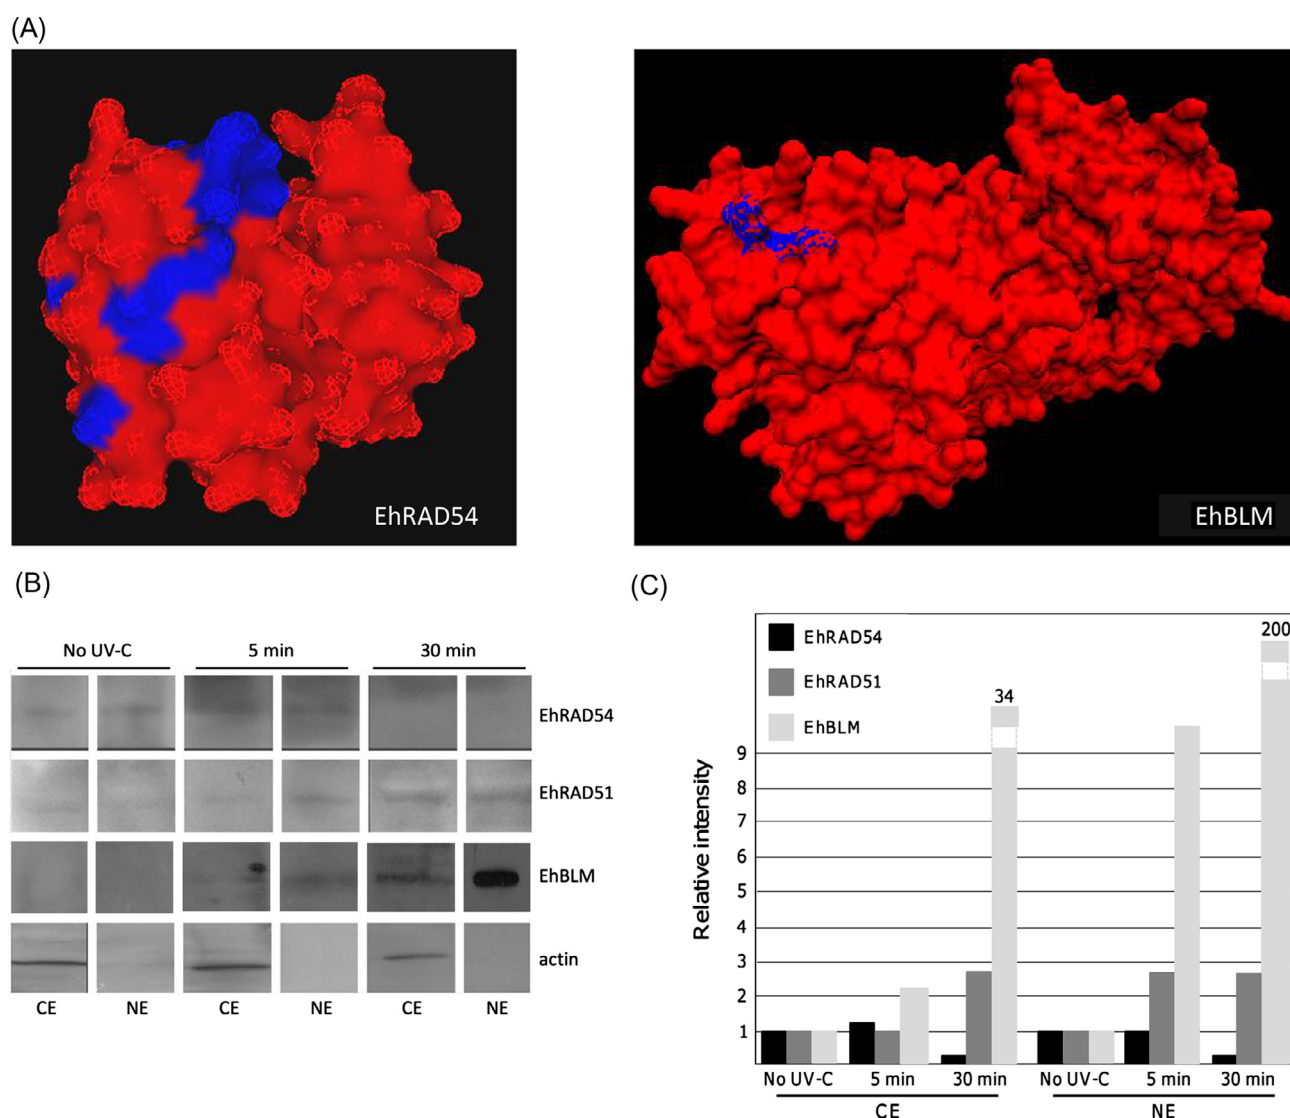 (A)
EhRAD54
EhBLM
(B)
No UV-C 5 min 30 min
EhRAD54
EhRAD51
EhBLM
actin
CE NE CE NE CE NE
(C)
EhRAD54
EhRAD51
EhBLM
34
200
Relative intensity
9
8
7
6
5
4
3
2
1
No UV-C 5 min 30 min No UV-C 5 min 30 min
CE NE